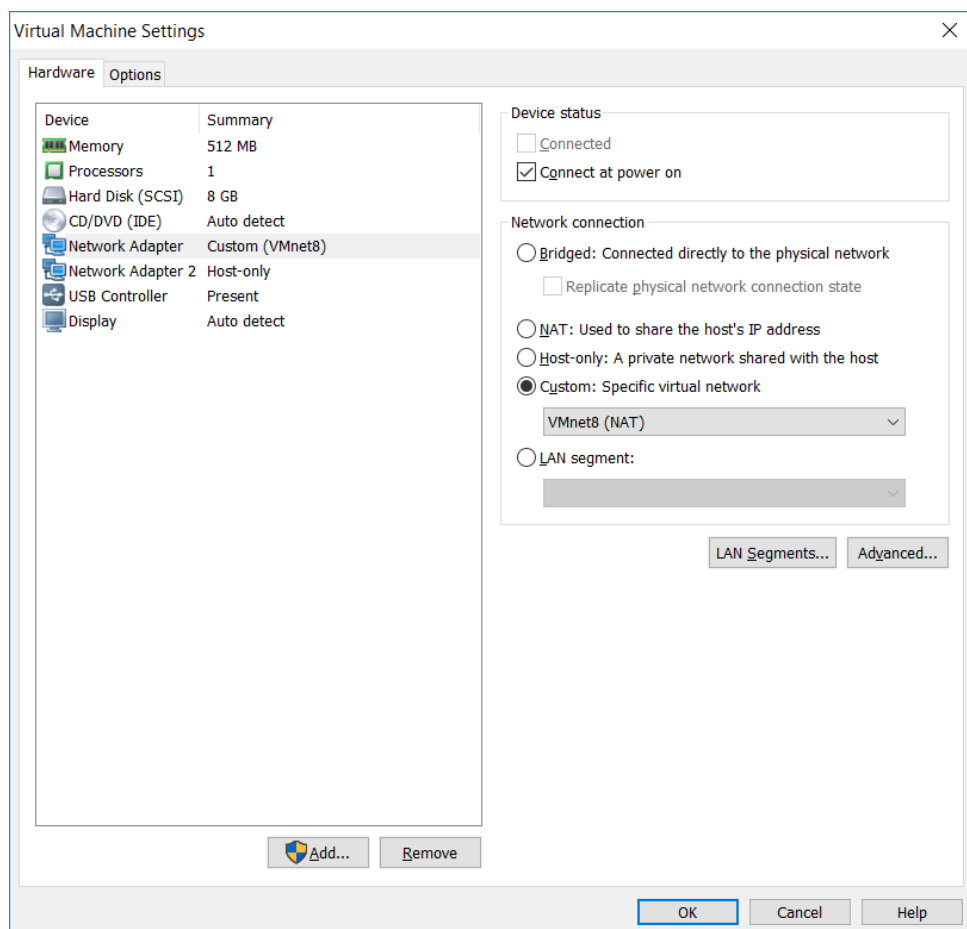 Virtual Machine Settings
Hardware Options
Device Summary
Memory 512 MB
Processors 1
Hard Disk (SCSI) 8 GB
CD/DVD (IDE) Auto detect
Network Adapter Custom (VMnet8)
Network Adapter 2 Host-only
USB Controller Present
Display Auto detect
Add... Remove
Device status
Connected
Connect at power on
Network connection
Bridged: Connected directly to the physical network
Replicate physical network connection state
NAT: Used to share the host's IP address
Host-only: A private network shared with the host
Custom: Specific virtual network
VMnet8 (NAT)
LAN segment:
LAN Segments... Advanced...
OK Cancel Help